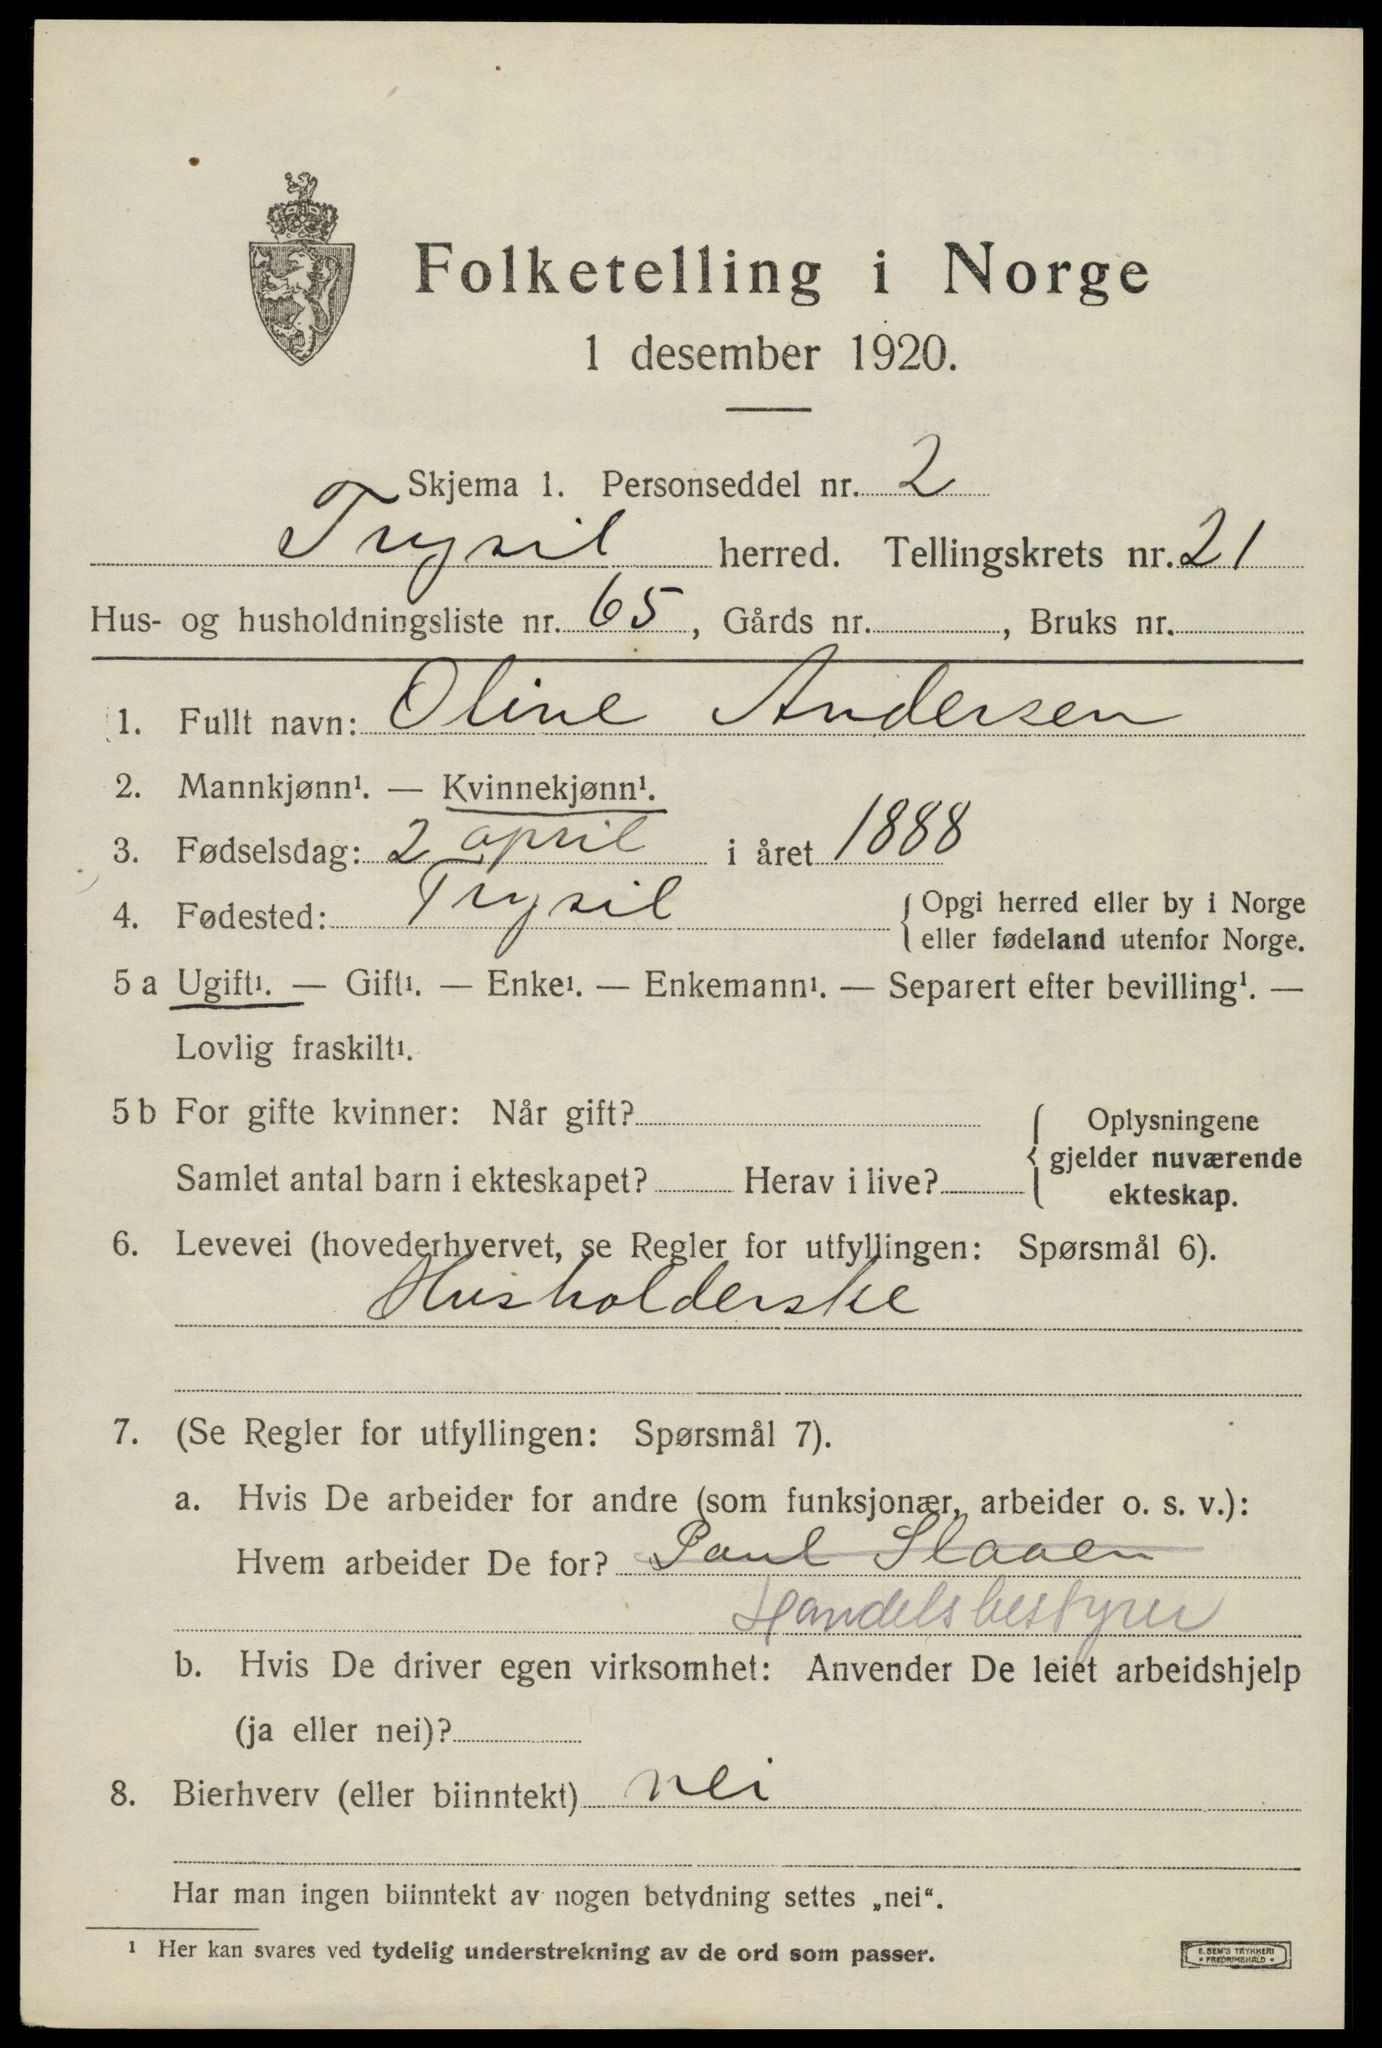 Folketelling i Norge
1 desember 1920.
Skjema 1. Personseddel nr. 2
Trysil herred. Tellingskrets nr. 21
Hus- og husholdningsliste nr. 65, Gårds nr. , Bruks nr.
1. Fullt navn: Oline Andersen
2. Mannkjønn¹. — Kvinnekjønn¹.
3. Fødselsdag: 2 april i året 1888
4. Fødested: Trysil { Opgi herred eller by i Norge
eller fødeland utenfor Norge.
5 a Ugift¹. — Gift¹. — Enke¹. — Enkemann¹. — Separert efter bevilling¹. —
Lovlig fraskilt¹.
5 b For gifte kvinner: Når gift?
Samlet antal barn i ekteskapet? Herav i live?
{ Oplysningene
gjelder nuværende
ekteskap.
6. Levevei (hovederhvervet, se Regler for utfyllingen: Spørsmål 6).
Husholderske
7. (Se Regler for utfyllingen: Spørsmål 7).
a. Hvis De arbeider for andre (som funksjonær, arbeider o. s. v.):
Hvem arbeider De for? Paul Slaaen
Handelsbestyrer
b. Hvis De driver egen virksomhet: Anvender De leiet arbeidshjelp
(ja eller nei)?
8. Bierhverv (eller biinntekt) nei
Har man ingen biinntekt av nogen betydning settes „nei“.
¹ Her kan svares ved tydelig understrekning av de ord som passer.
E. SEM'S TRYKKERI
• FREDRIKSHALD •